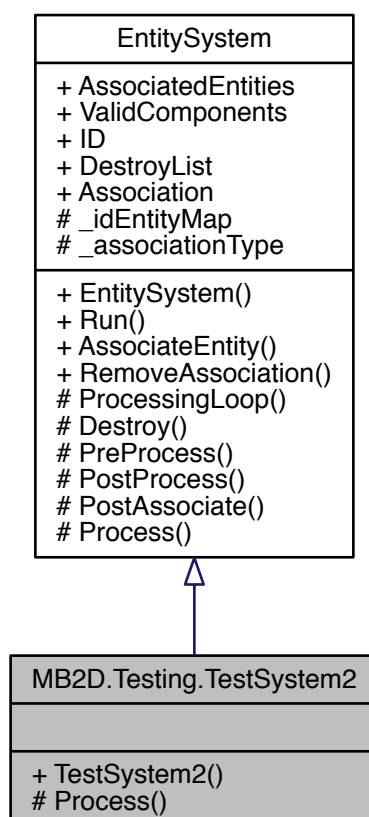 EntitySystem
+ AssociatedEntities
+ ValidComponents
+ ID
+ DestroyList
+ Association
# _idEntityMap
# _associationType
+ EntitySystem()
+ Run()
+ AssociateEntity()
+ RemoveAssociation()
# ProcessingLoop()
# Destroy()
# PreProcess()
# PostProcess()
# PostAssociate()
# Process()
MB2D.Testing.TestSystem2
+ TestSystem2()
# Process()